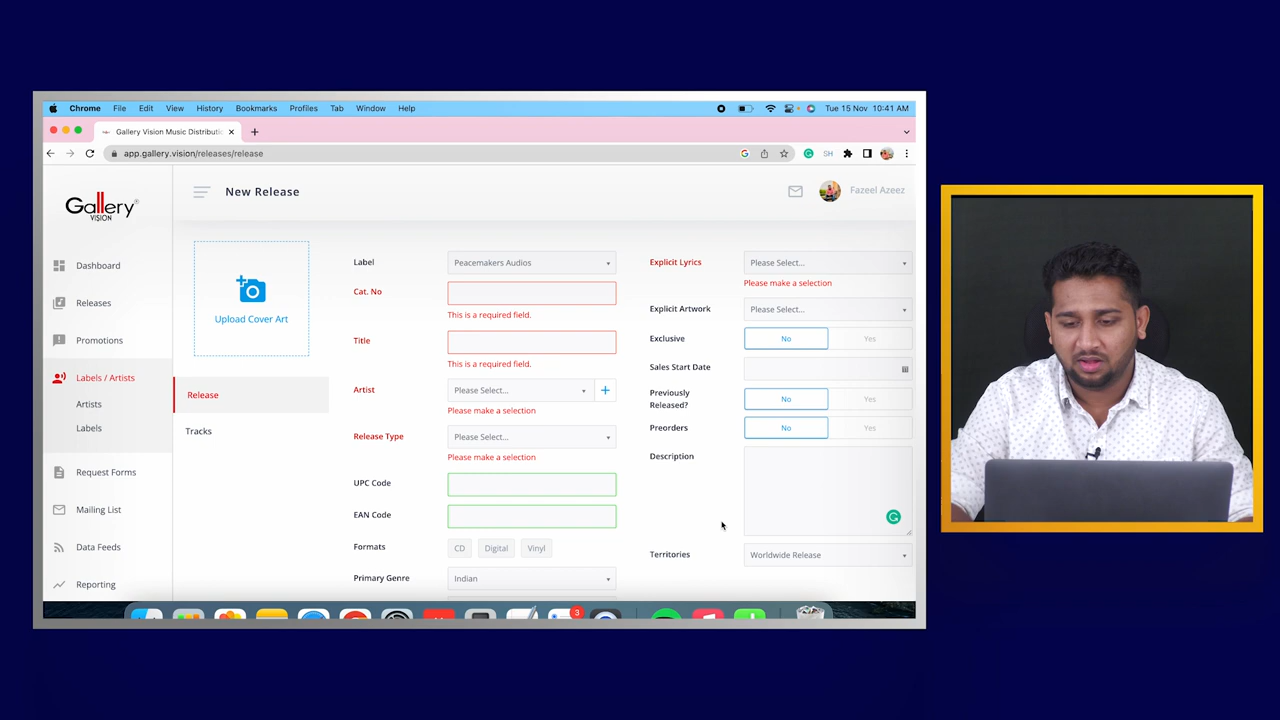 Chrome File Edit View History Bookmarks Profiles Tab Window Help Tue 15 Nov 10:41 AM
Gallery Vision Music Distributi
app.gallery.vision/releases/release
SH
Gallery
VISION
New Release
Fazeel Azeez
Dashboard
Releases
Promotions
Labels / Artists
Artists
Labels
Request Forms
Mailing List
Data Feeds
Reporting
Upload Cover Art
Release
Tracks
Label Peacemakers Audios
Cat. No
This is a required field.
Title
This is a required field.
Artist Please Select...
Please make a selection
Release Type Please Select...
Please make a selection
UPC Code
EAN Code
Formats CD Digital Vinyl
Primary Genre Indian
Explicit Lyrics Please Select...
Please make a selection
Explicit Artwork Please Select...
Exclusive No Yes
Sales Start Date
Previously
Released? No Yes
Preorders No Yes
Description
Territories Worldwide Release
3